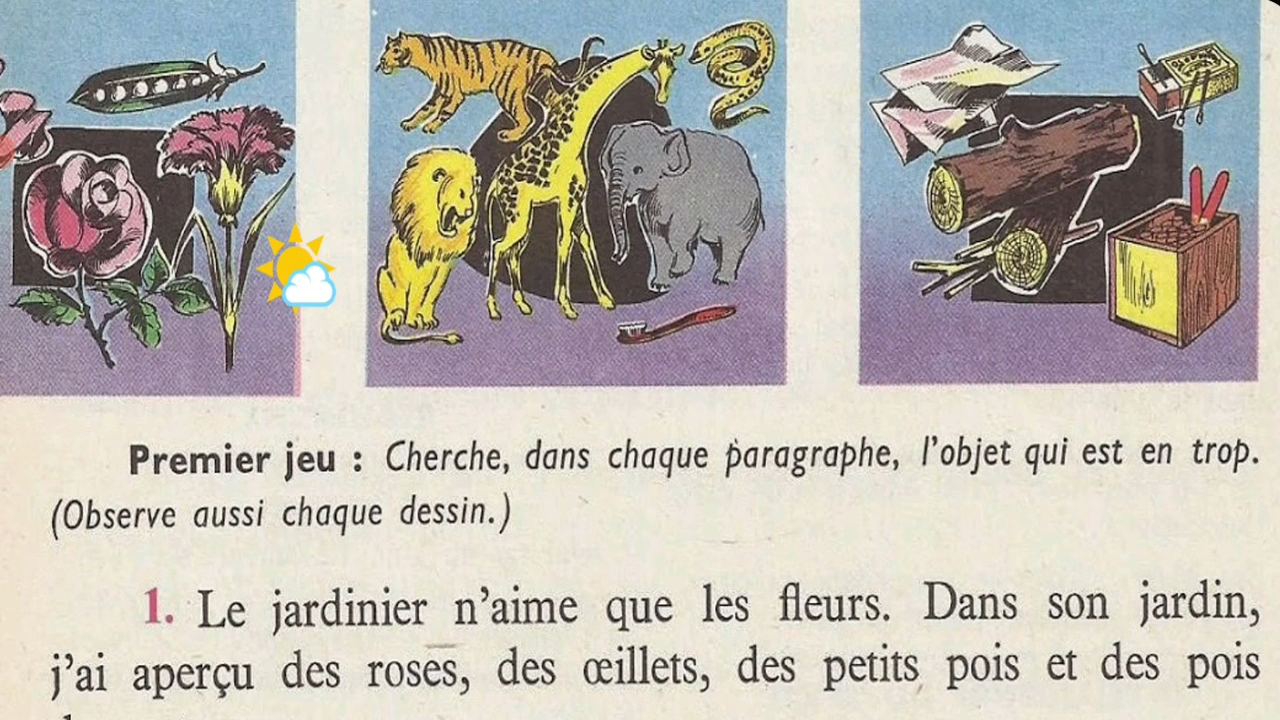 Premier jeu : Cherche, dans chaque paragraphe, l'objet qui est en trop.
(Observe aussi chaque dessin.)
1. Le jardinier n'aime que les fleurs. Dans son jardin,
j'ai aperçu des roses, des œillets, des petits pois et des pois